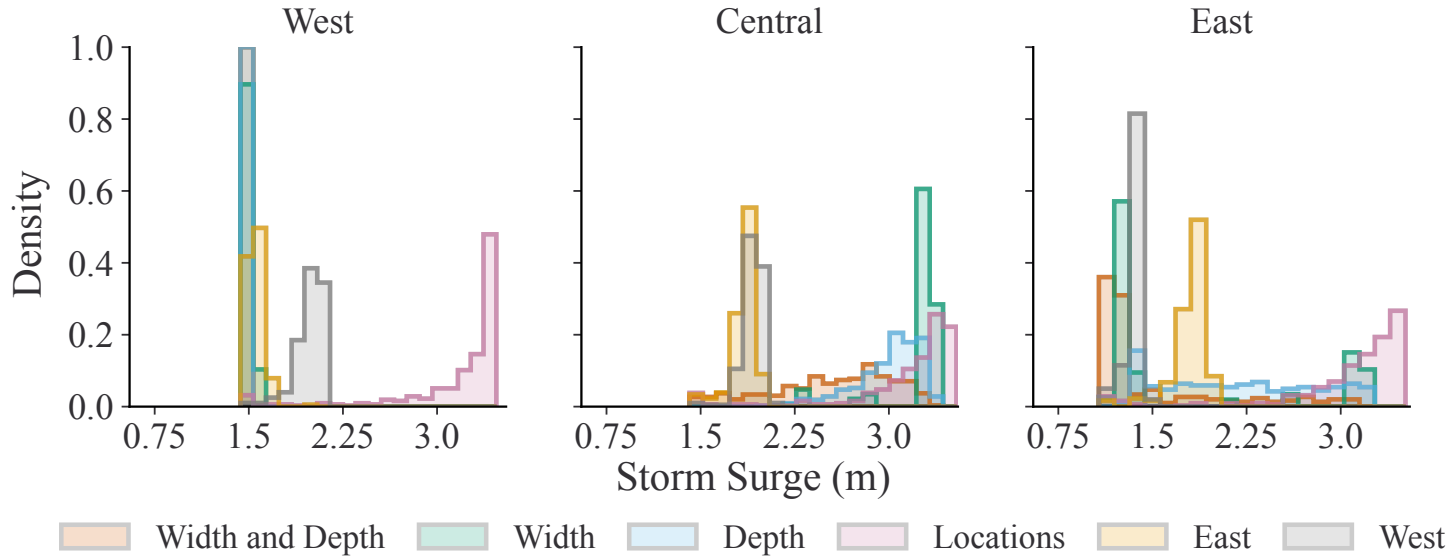 West Central East
1.0
0.8
0.6
0.4
0.2
0.0
Density
0.75 1.5 2.25 3.0 0.75 1.5 2.25 3.0 0.75 1.5 2.25 3.0
Storm Surge (m)
Width and Depth Width Depth Locations East West